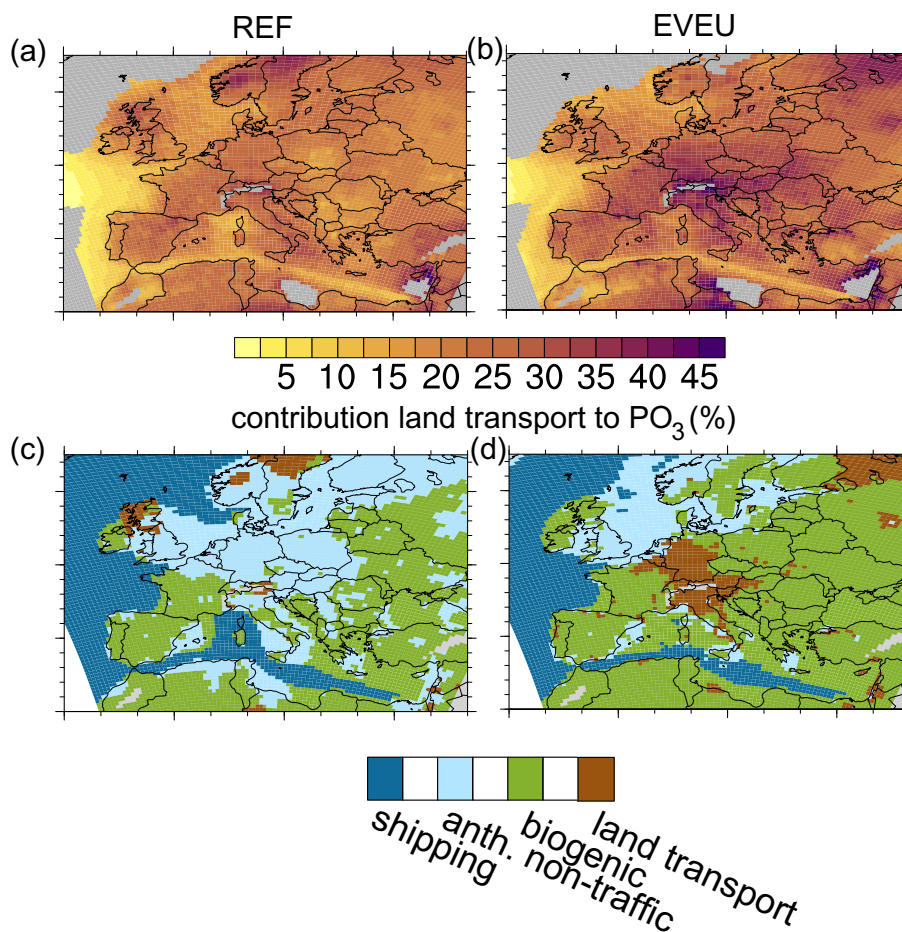 REF EVEU
(a) (b)
5 10 15 20 25 30 35 40 45
contribution land transport to PO3 (%)
(c) (d)
shipping
anth. non-traffic
biogenic
land transport